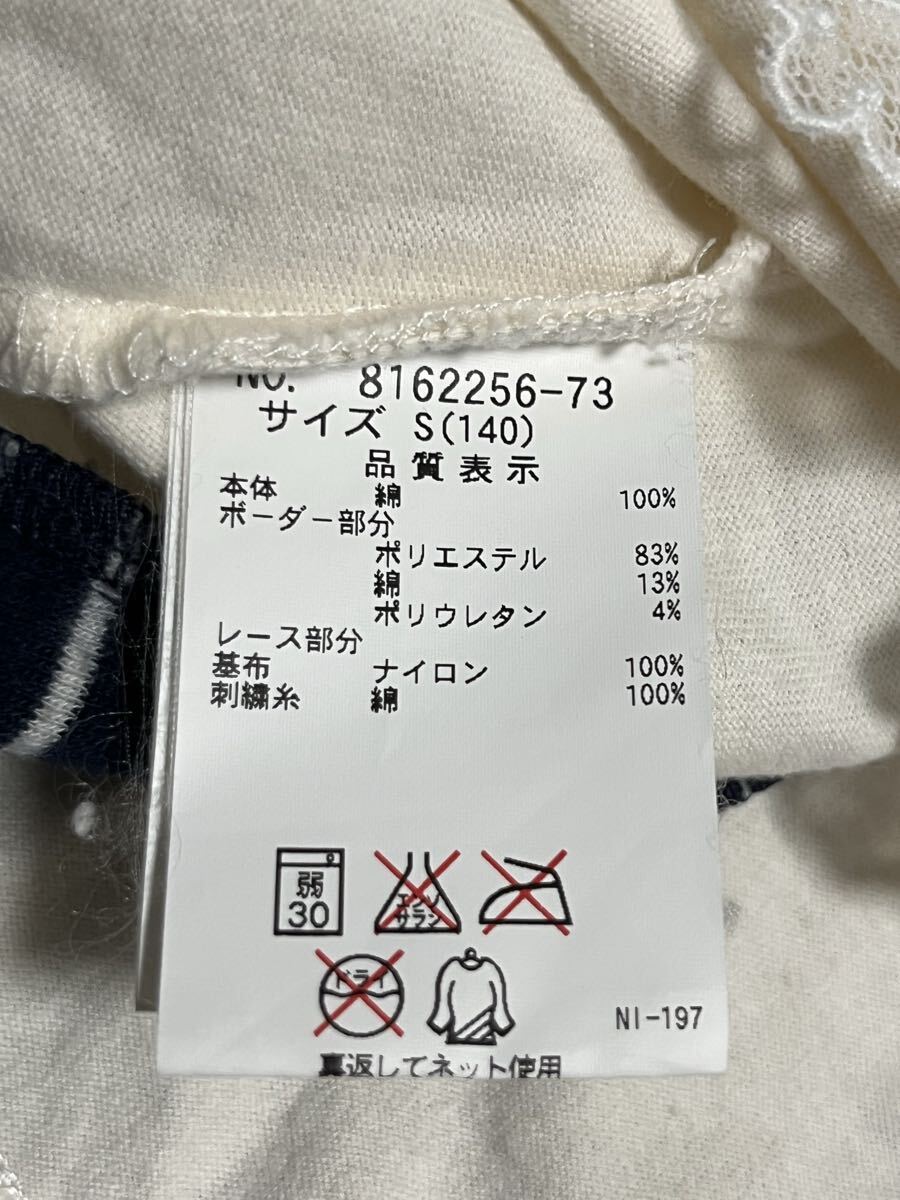 NO. 8162256-73
サイズ S(140)
品質表示
本体 綿 100%
ボーダー部分
ポリエステル 83%
綿 13%
ポリウレタン 4%
レース部分
基布 ナイロン 100%
刺繍糸 綿 100%
弱
30
エンソ
サラシ
ドライ
NI-197
裏返してネット使用